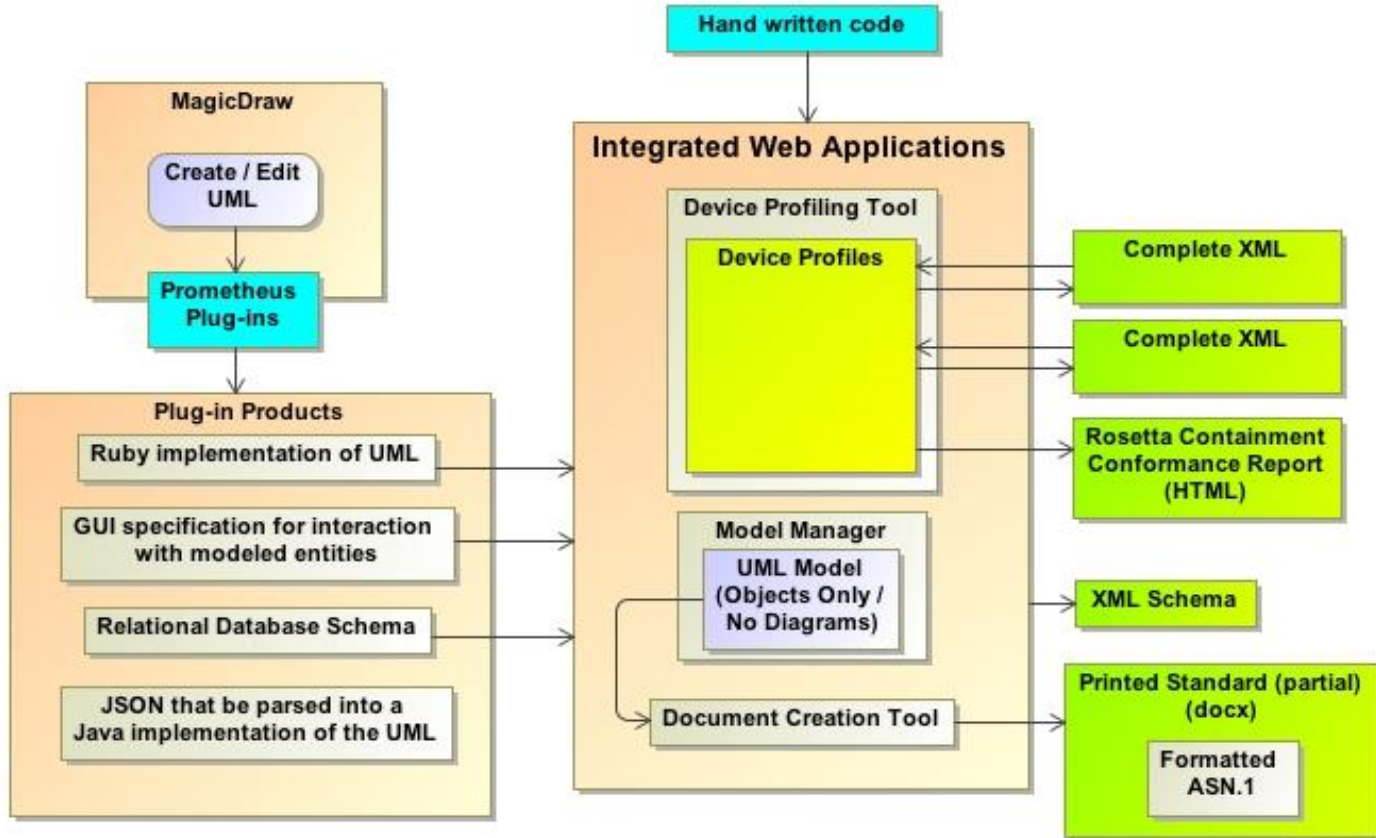 Hand written code
MagicDraw
Create / Edit
UML
Prometheus
Plug-ins
Plug-in Products
Ruby implementation of UML
GUI specification for interaction
with modeled entities
Relational Database Schema
JSON that be parsed into a
Java implementation of the UML
Integrated Web Applications
Device Profiling Tool
Device Profiles
Model Manager
UML Model
(Objects Only /
No Diagrams)
Document Creation Tool
Complete XML
Complete XML
Rosetta Containment
Conformance Report
(HTML)
XML Schema
Printed Standard (partial)
(docx)
Formatted
ASN.1